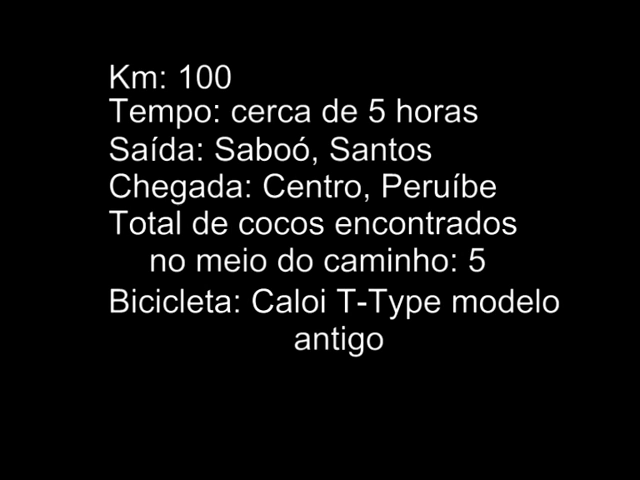 Km: 100
Tempo: cerca de 5 horas
Saída: Saboó, Santos
Chegada: Centro, Peruíbe
Total de cocos encontrados
no meio do caminho: 5
Bicicleta: Caloi T-Type modelo
antigo